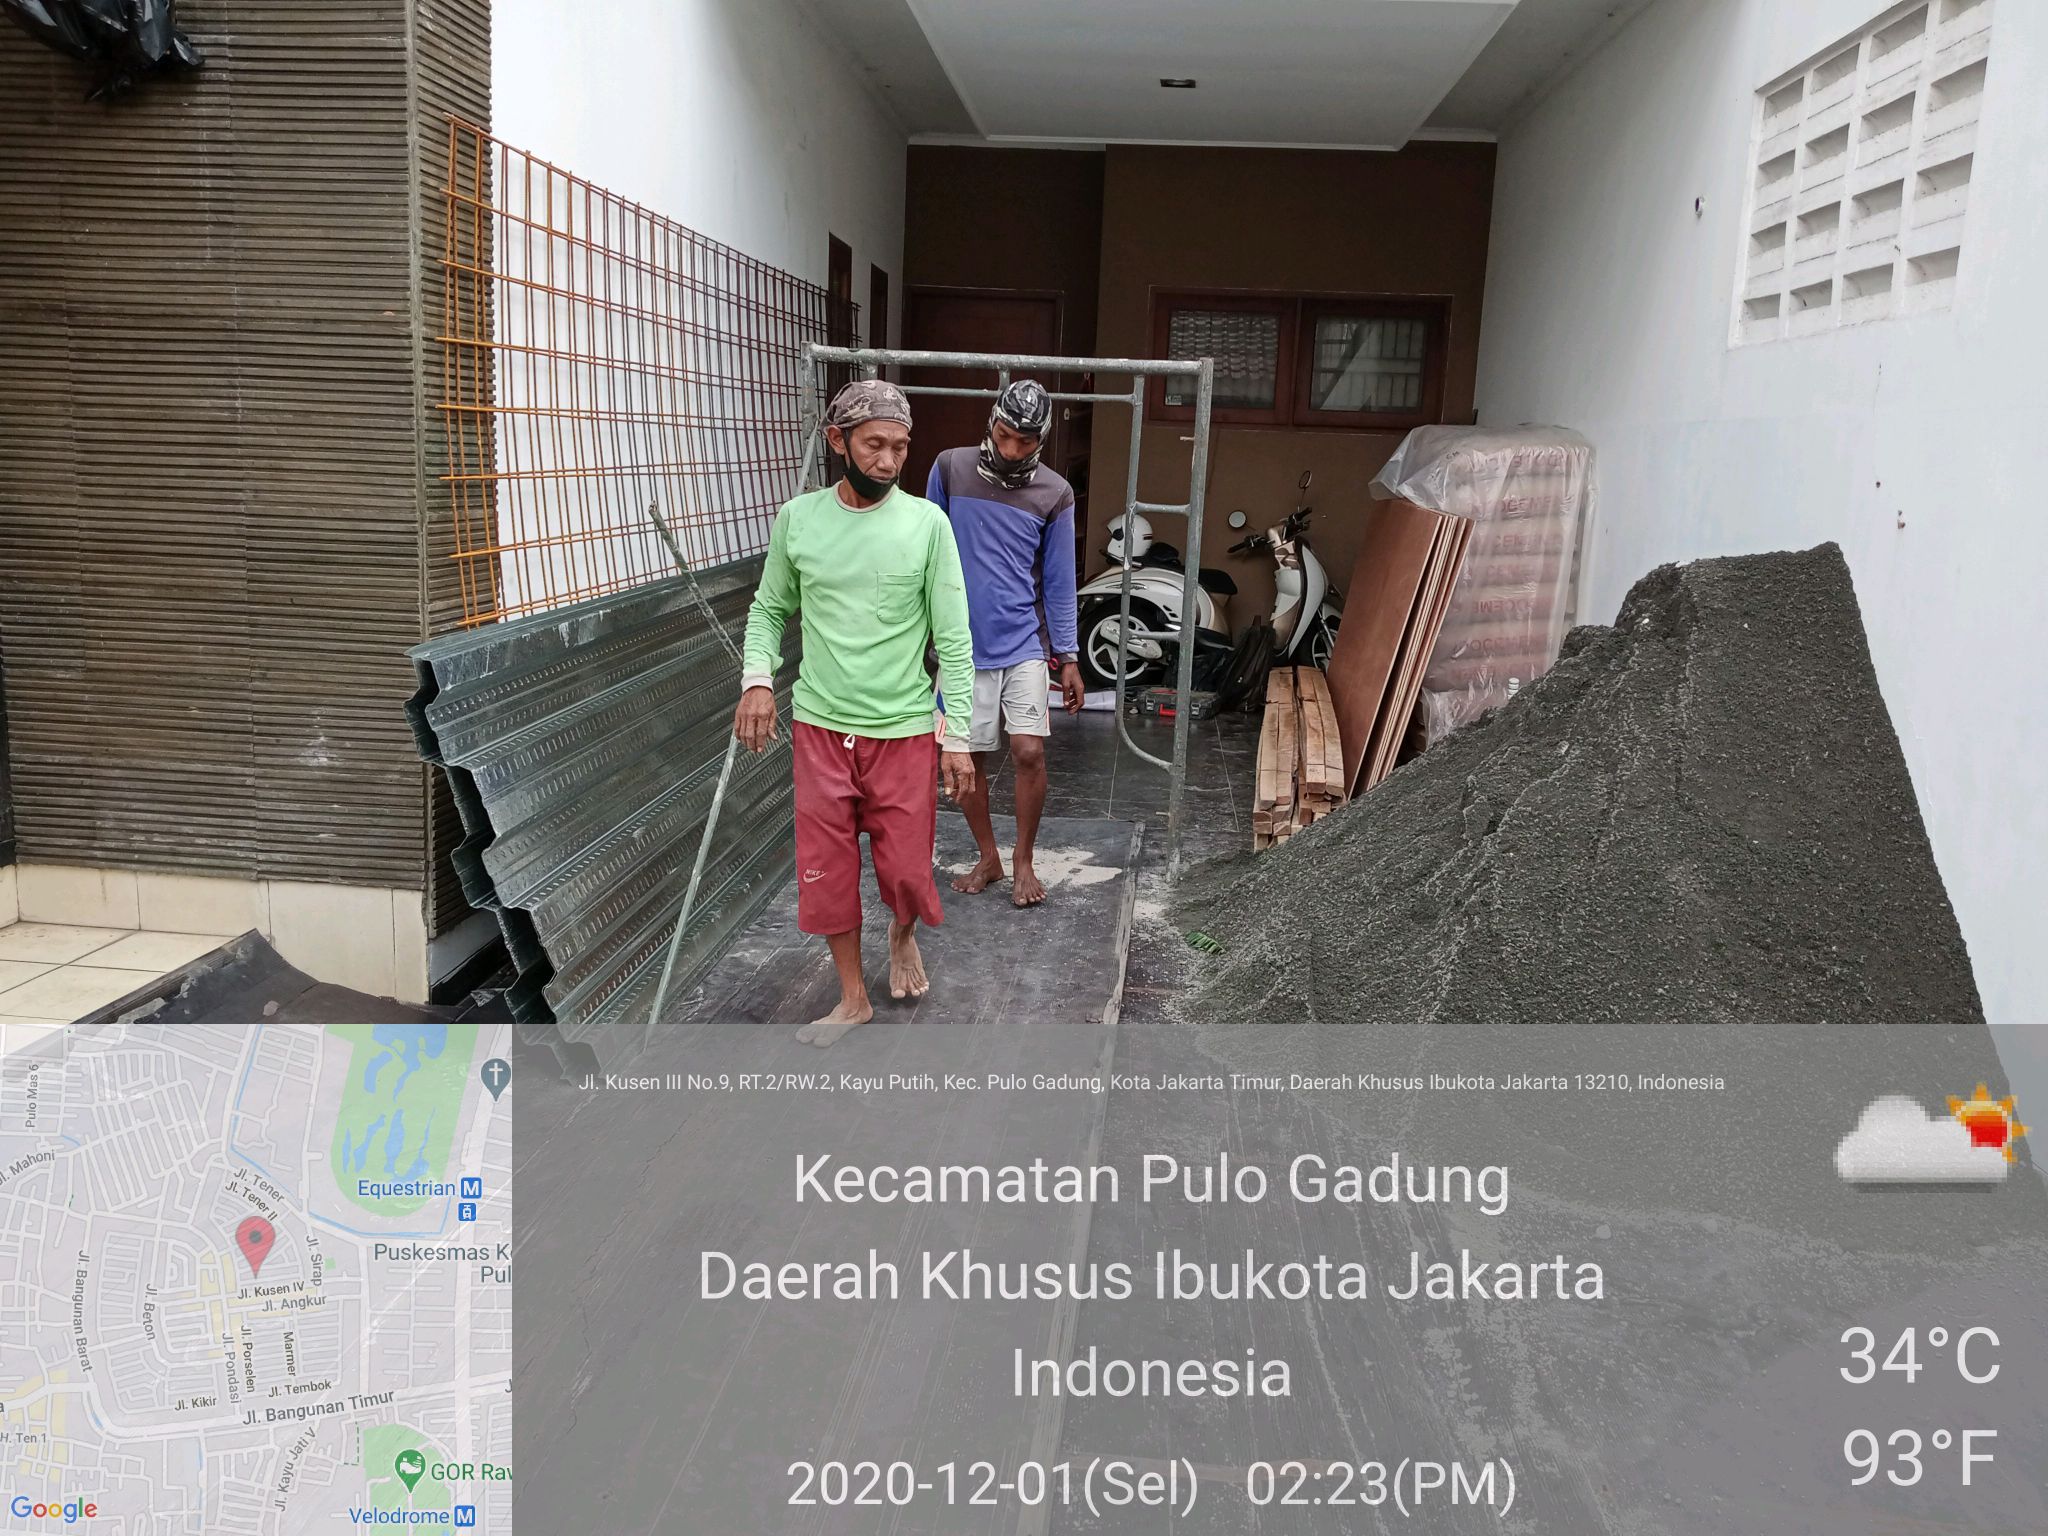 NIKE
Jl. Kusen III No.9, RT.2/RW.2, Kayu Putih, Kec. Pulo Gadung, Kota Jakarta Timur, Daerah Khusus Ibukota Jakarta 13210, Indonesia
Kecamatan Pulo Gadung
Daerah Khusus Ibukota Jakarta
Indonesia
2020-12-01(Sel) 02:23(PM)
34°C
93°F
Pulo Mas 6
Jl. Mahoni
Jl. Tener
Jl. Tener II
Equestrian M
Jl. Sirap
Puskesmas K
Pul
Jl. Kusen IV
Jl. Angkur
Jl. Bangunan Barat
Jl. Beton
Jl. Pondasi
Jl. Porselen
Marmer
Jl. Tembok
Jl. Kikir
Jl. Bangunan Timur
H. Ten 1
Jl. Kayu Jati V
GOR Rav
Velodrome M
Google